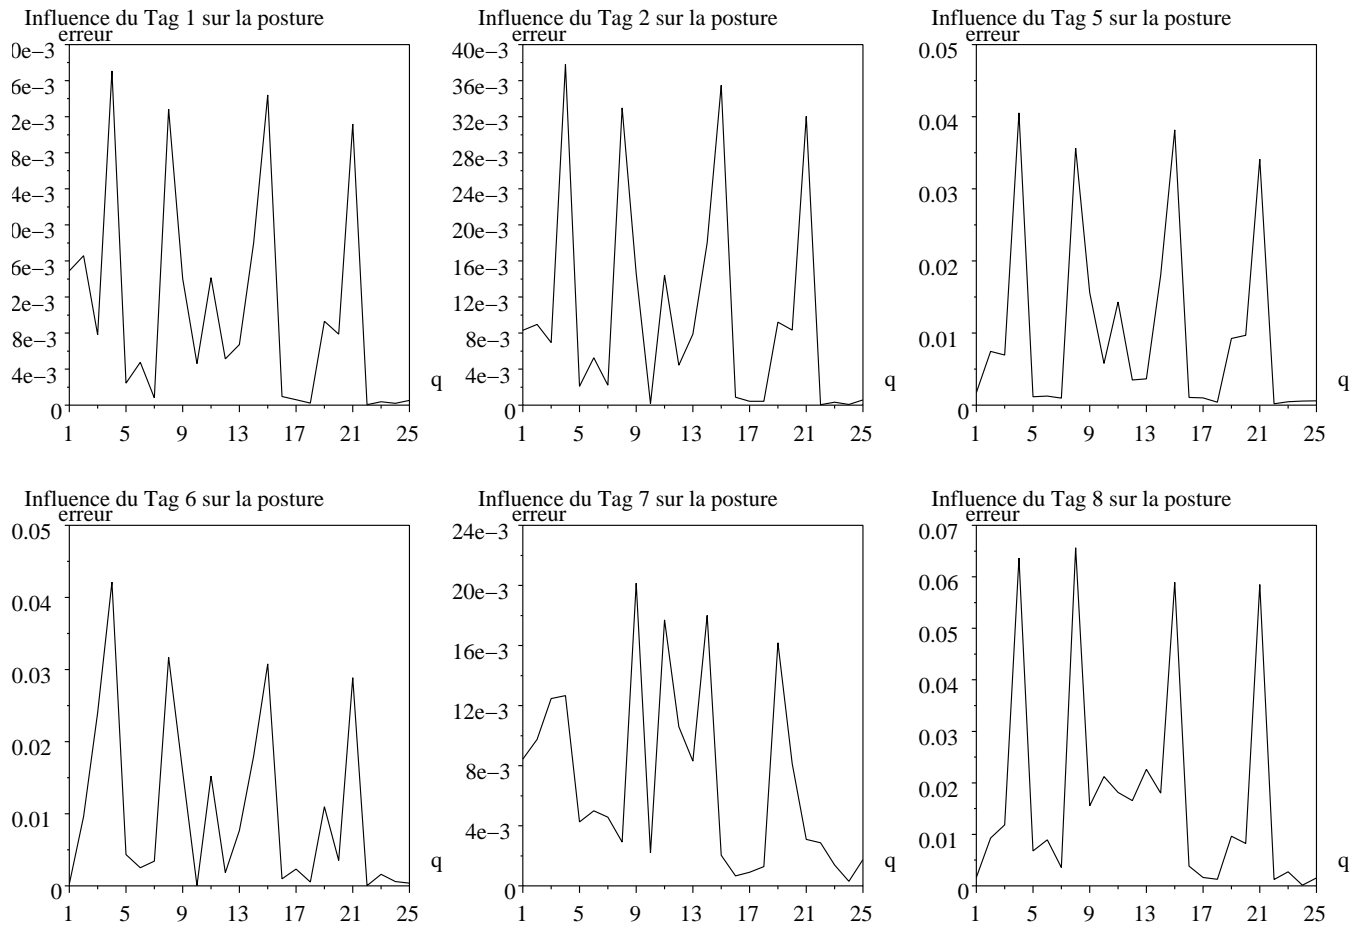 Influence du Tag 1 sur la posture
erreur
0e−3
6e−3
2e−3
8e−3
4e−3
0e−3
6e−3
2e−3
8e−3
4e−3
0
1 5 9 13 17 21 25
q
Influence du Tag 2 sur la posture
erreur
40e−3
36e−3
32e−3
28e−3
24e−3
20e−3
16e−3
12e−3
8e−3
4e−3
0
1 5 9 13 17 21 25
q
Influence du Tag 5 sur la posture
erreur
0.05
0.04
0.03
0.02
0.01
0
1 5 9 13 17 21 25
q
Influence du Tag 6 sur la posture
erreur
0.05
0.04
0.03
0.02
0.01
0
1 5 9 13 17 21 25
q
Influence du Tag 7 sur la posture
erreur
24e−3
20e−3
16e−3
12e−3
8e−3
4e−3
0
1 5 9 13 17 21 25
q
Influence du Tag 8 sur la posture
erreur
0.07
0.06
0.05
0.04
0.03
0.02
0.01
0
1 5 9 13 17 21 25
q